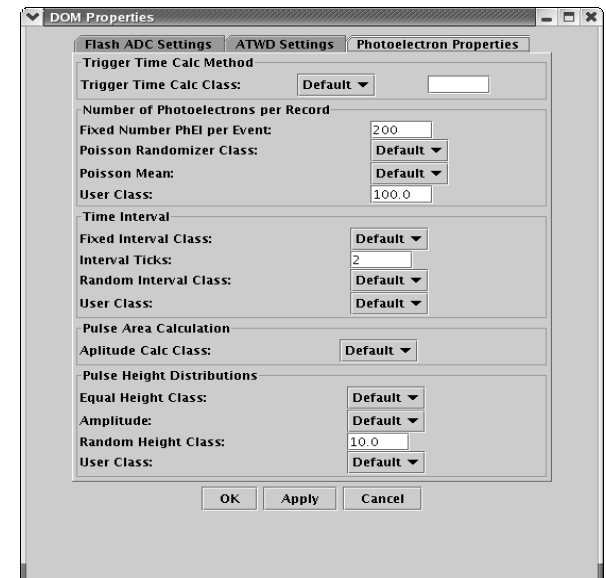 DOM Properties
Flash ADC Settings ATWD Settings Photoelectron Properties
Trigger Time Calc Method
Trigger Time Calc Class: Default
Number of Photoelectrons per Record
Fixed Number PhEl per Event: 200
Poisson Randomizer Class: Default
Poisson Mean: Default
User Class: 100.0
Time Interval
Fixed Interval Class: Default
Interval Ticks: 2
Random Interval Class: Default
User Class: Default
Pulse Area Calculation
Aplitude Calc Class: Default
Pulse Height Distributions
Equal Height Class: Default
Amplitude: Default
Random Height Class: 10.0
User Class: Default
OK Apply Cancel